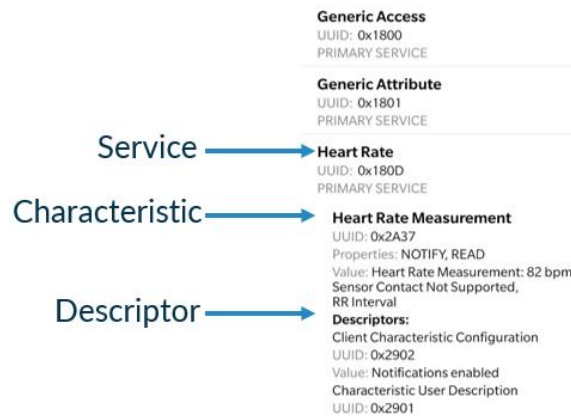 Generic Access
UUID: 0x1800
PRIMARY SERVICE
Generic Attribute
UUID: 0x1801
PRIMARY SERVICE
Service
Heart Rate
UUID: 0x180D
PRIMARY SERVICE
Characteristic
Heart Rate Measurement
UUID: 0x2A37
Properties: NOTIFY, READ
Value: Heart Rate Measurement: 82 bpm
Sensor Contact Not Supported,
RR Interval
Descriptor
Descriptors:
Client Characteristic Configuration
UUID: 0x2902
Value: Notifications enabled
Characteristic User Description
UUID: 0x2901